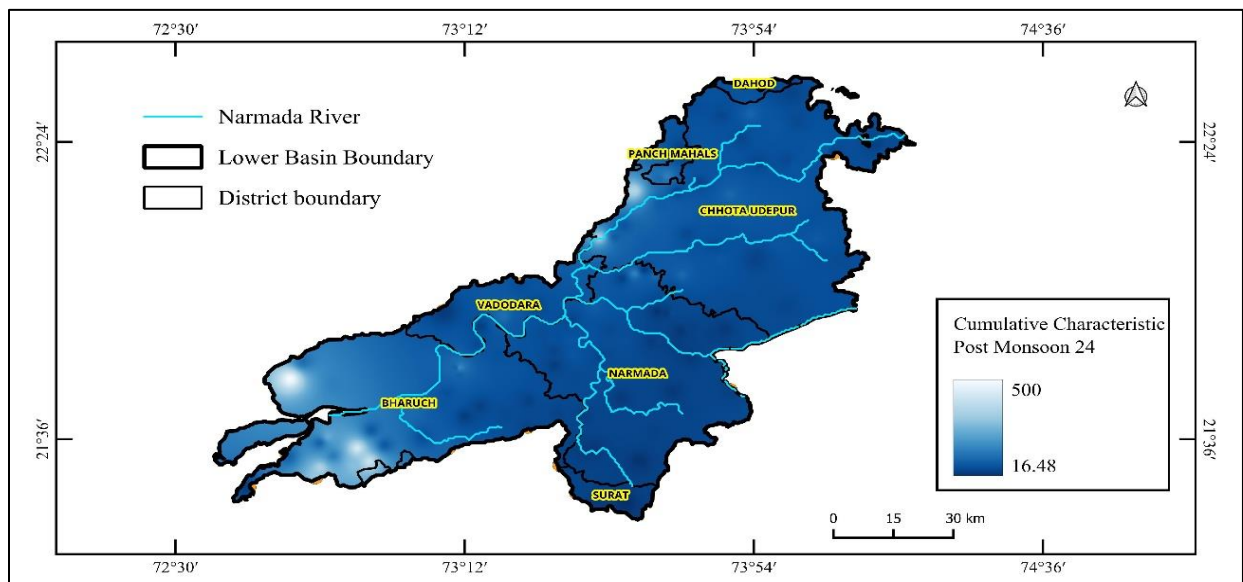 72°30′ 73°12′ 73°54′ 74°36′
22°24′ 22°24′
21°36′ 21°36′
Narmada River
Lower Basin Boundary
District boundary
DAHOD
PANCH MAHALS
CHHOTA UDEPUR
VADODARA
NARMADA
BHARUCH
SURAT
Cumulative Characteristic
Post Monsoon 24
500
16.48
0 15 30 km
72°30′ 73°12′ 73°54′ 74°36′